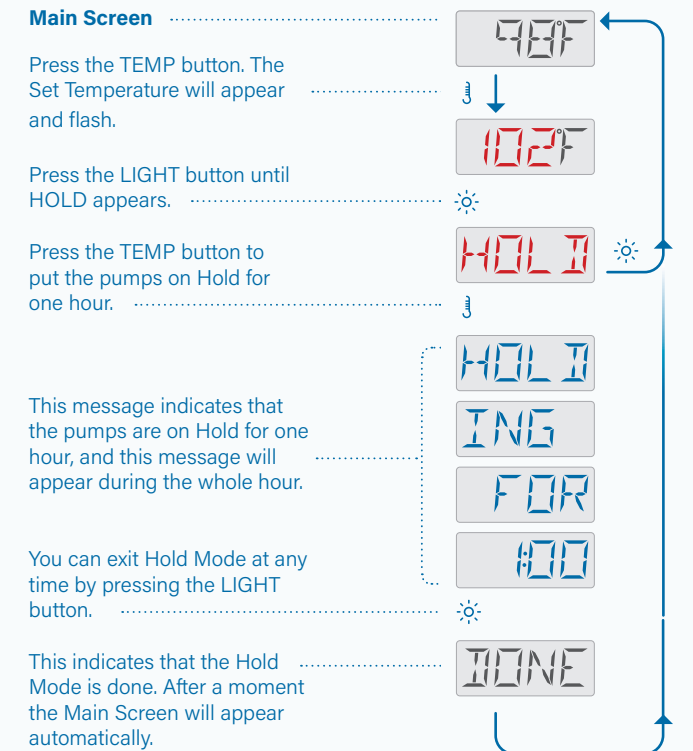 Main Screen
98°F
Press the TEMP button. The
Set Temperature will appear
and flash.
102°F
Press the LIGHT button until
HOLD appears.
HOLD
Press the TEMP button to
put the pumps on Hold for
one hour.
HOLD
ING
FOR
1:00
This message indicates that
the pumps are on Hold for one
hour, and this message will
appear during the whole hour.
You can exit Hold Mode at any
time by pressing the LIGHT
button.
DONE
This indicates that the Hold
Mode is done. After a moment
the Main Screen will appear
automatically.